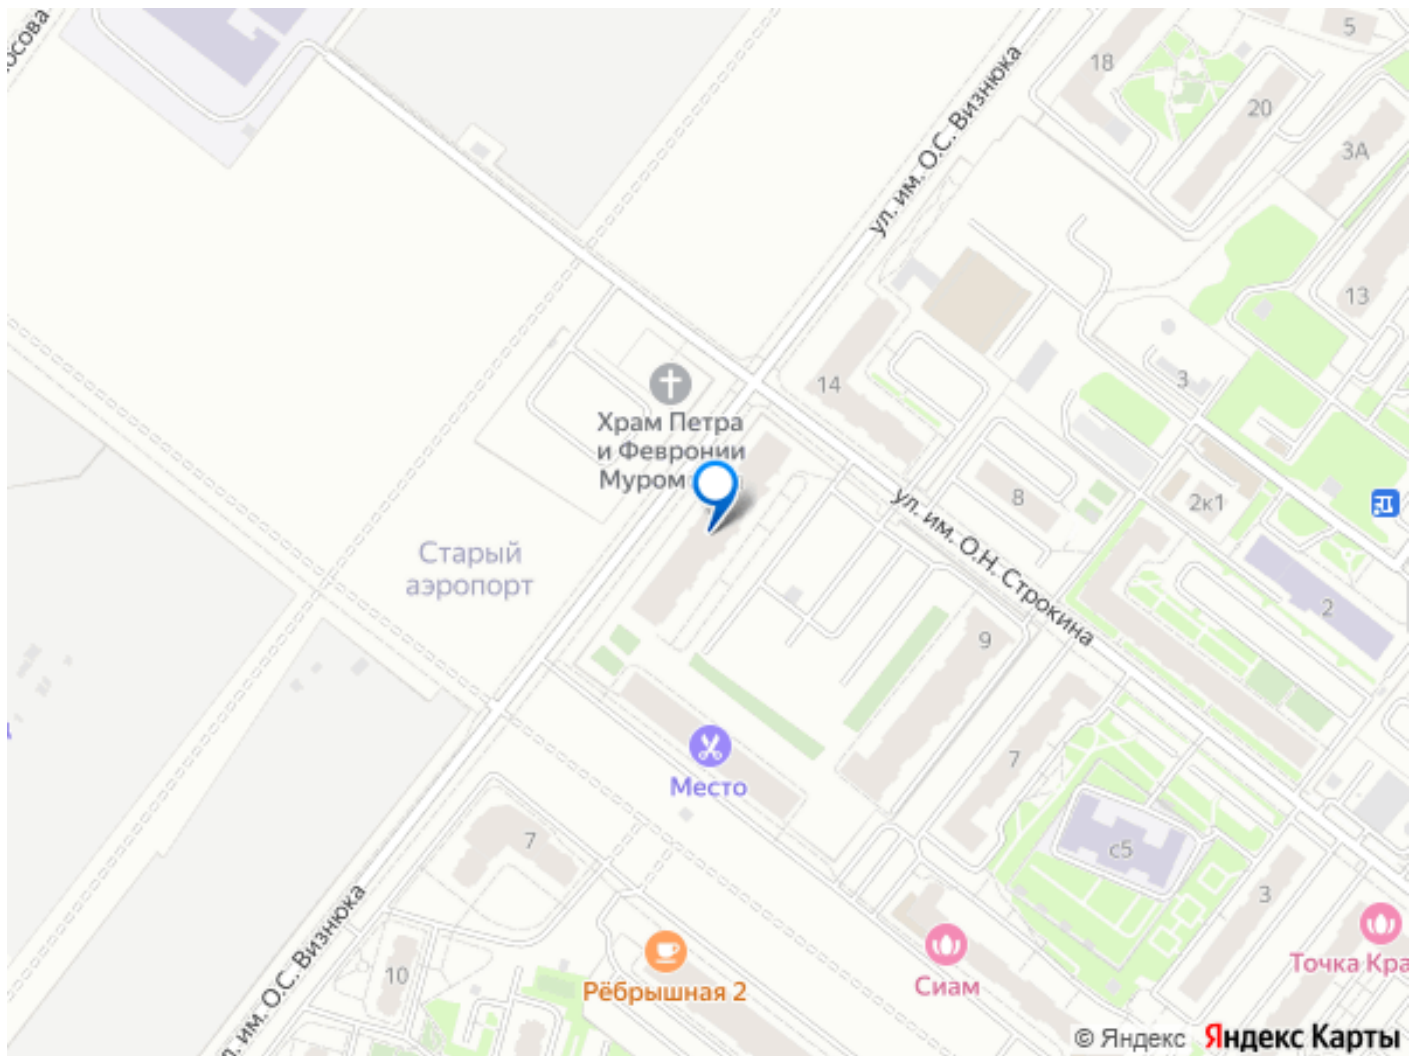 5
18
20
3А
ул. им. О.С. Визнюка
13
3
14
Храм Петра
и Февронии
Муром
8
2к1
ул. им. О.Н. Строкина
Старый
аэропорт
2
9
7
Место
с5
7
3
10
Рёбрышная 2
Сиам
Точка Кра
ул. им. О.С. Визнюка
© Яндекс Яндекс Карты